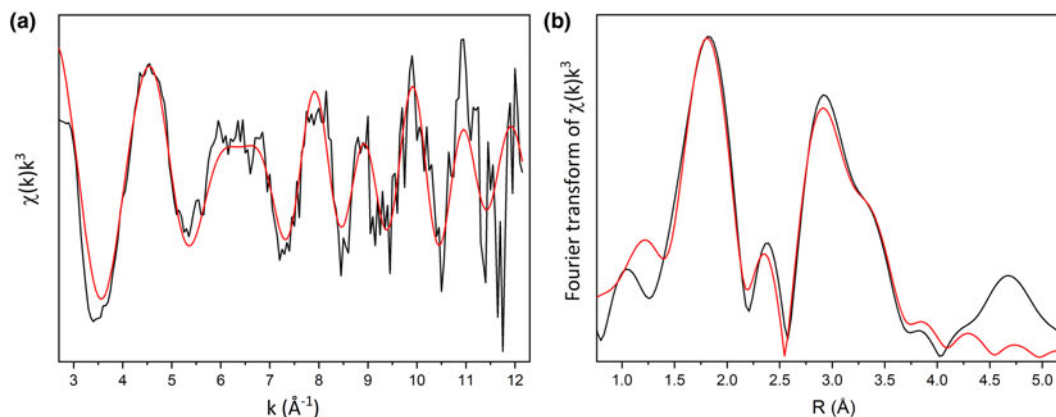 (a)
χ(k)k³
3 4 5 6 7 8 9 10 11 12
k (Å⁻¹)
(b)
Fourier transform of χ(k)k³
1.0 1.5 2.0 2.5 3.0 3.5 4.0 4.5 5.0
R (Å)